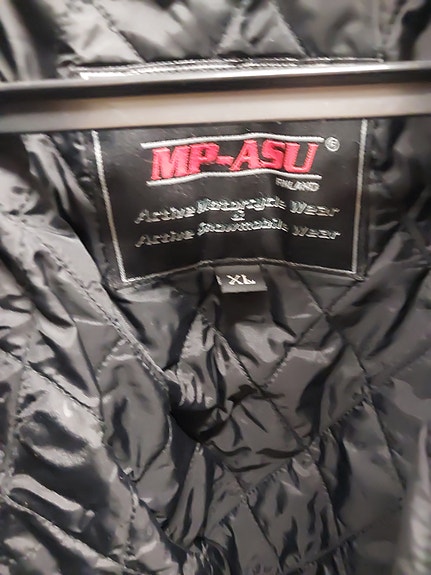 MP-ASU ®
FINLAND
Active Motorcycle Wear
&
Active Snowmobile Wear
XL